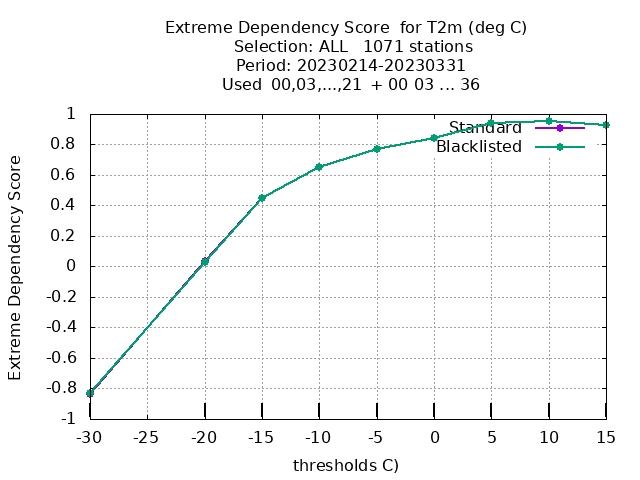 Extreme Dependency Score  for T2m (deg C)
Selection: ALL   1071 stations
Period: 20230214-20230331
Used  00,03,...,21  + 00 03 ... 36
Extreme Dependency Score
1
0.8
0.6
0.4
0.2
0
-0.2
-0.4
-0.6
-0.8
-1
Standard
Blacklisted
-30 -25 -20 -15 -10 -5 0 5 10 15
thresholds C)